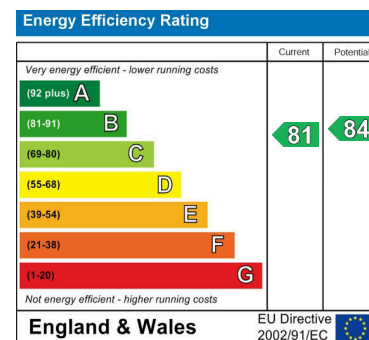 Energy Efficiency Rating
Current Potential
Very energy efficient - lower running costs
(92 plus) A
(81-91) B
(69-80) C
(55-68) D
(39-54) E
(21-38) F
(1-20) G
81
84
Not energy efficient - higher running costs
England & Wales
EU Directive
2002/91/EC